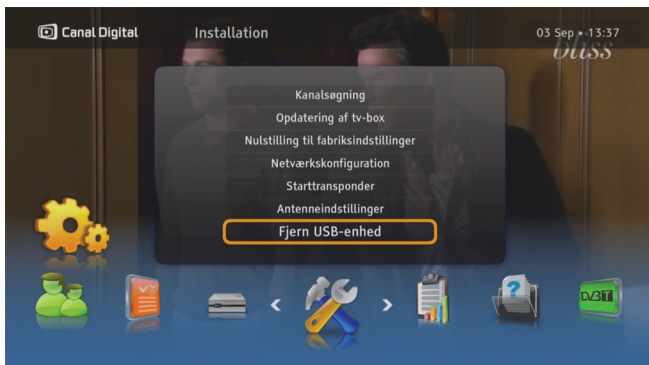 Canal Digital Installation 03 Sep • 13:37
bliss
Kanalsøgning
Opdatering af tv-box
Nulstilling til fabriksindstillinger
Netværkskonfiguration
Starttransponder
Antenneindstillinger
Fjern USB-enhed
?
DVB T